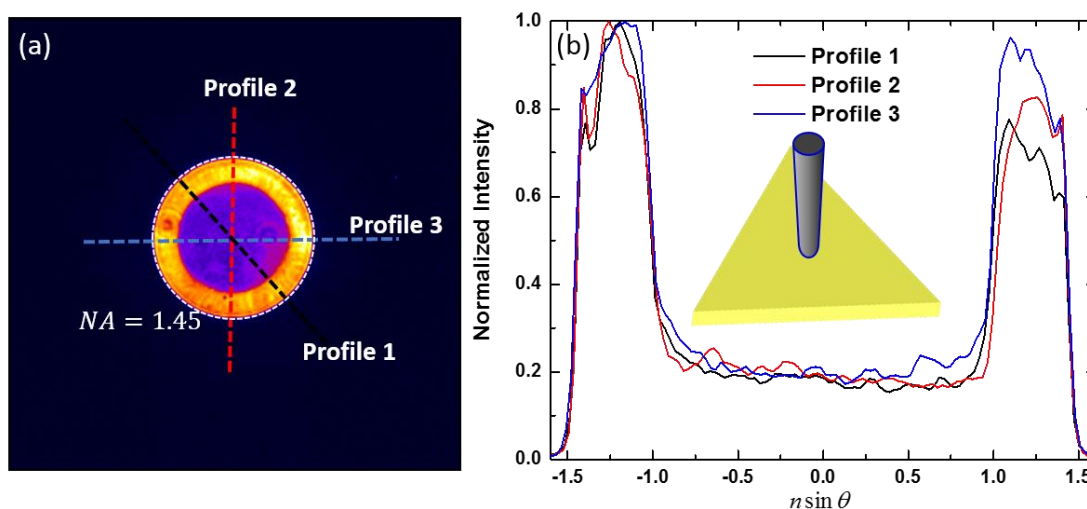 (a)
Profile 2
Profile 3
NA = 1.45
Profile 1
(b)
Profile 1
Profile 2
Profile 3
Normalized Intensity
1.0
0.8
0.6
0.4
0.2
0.0
-1.5 -1.0 -0.5 0.0 0.5 1.0 1.5
n sin θ